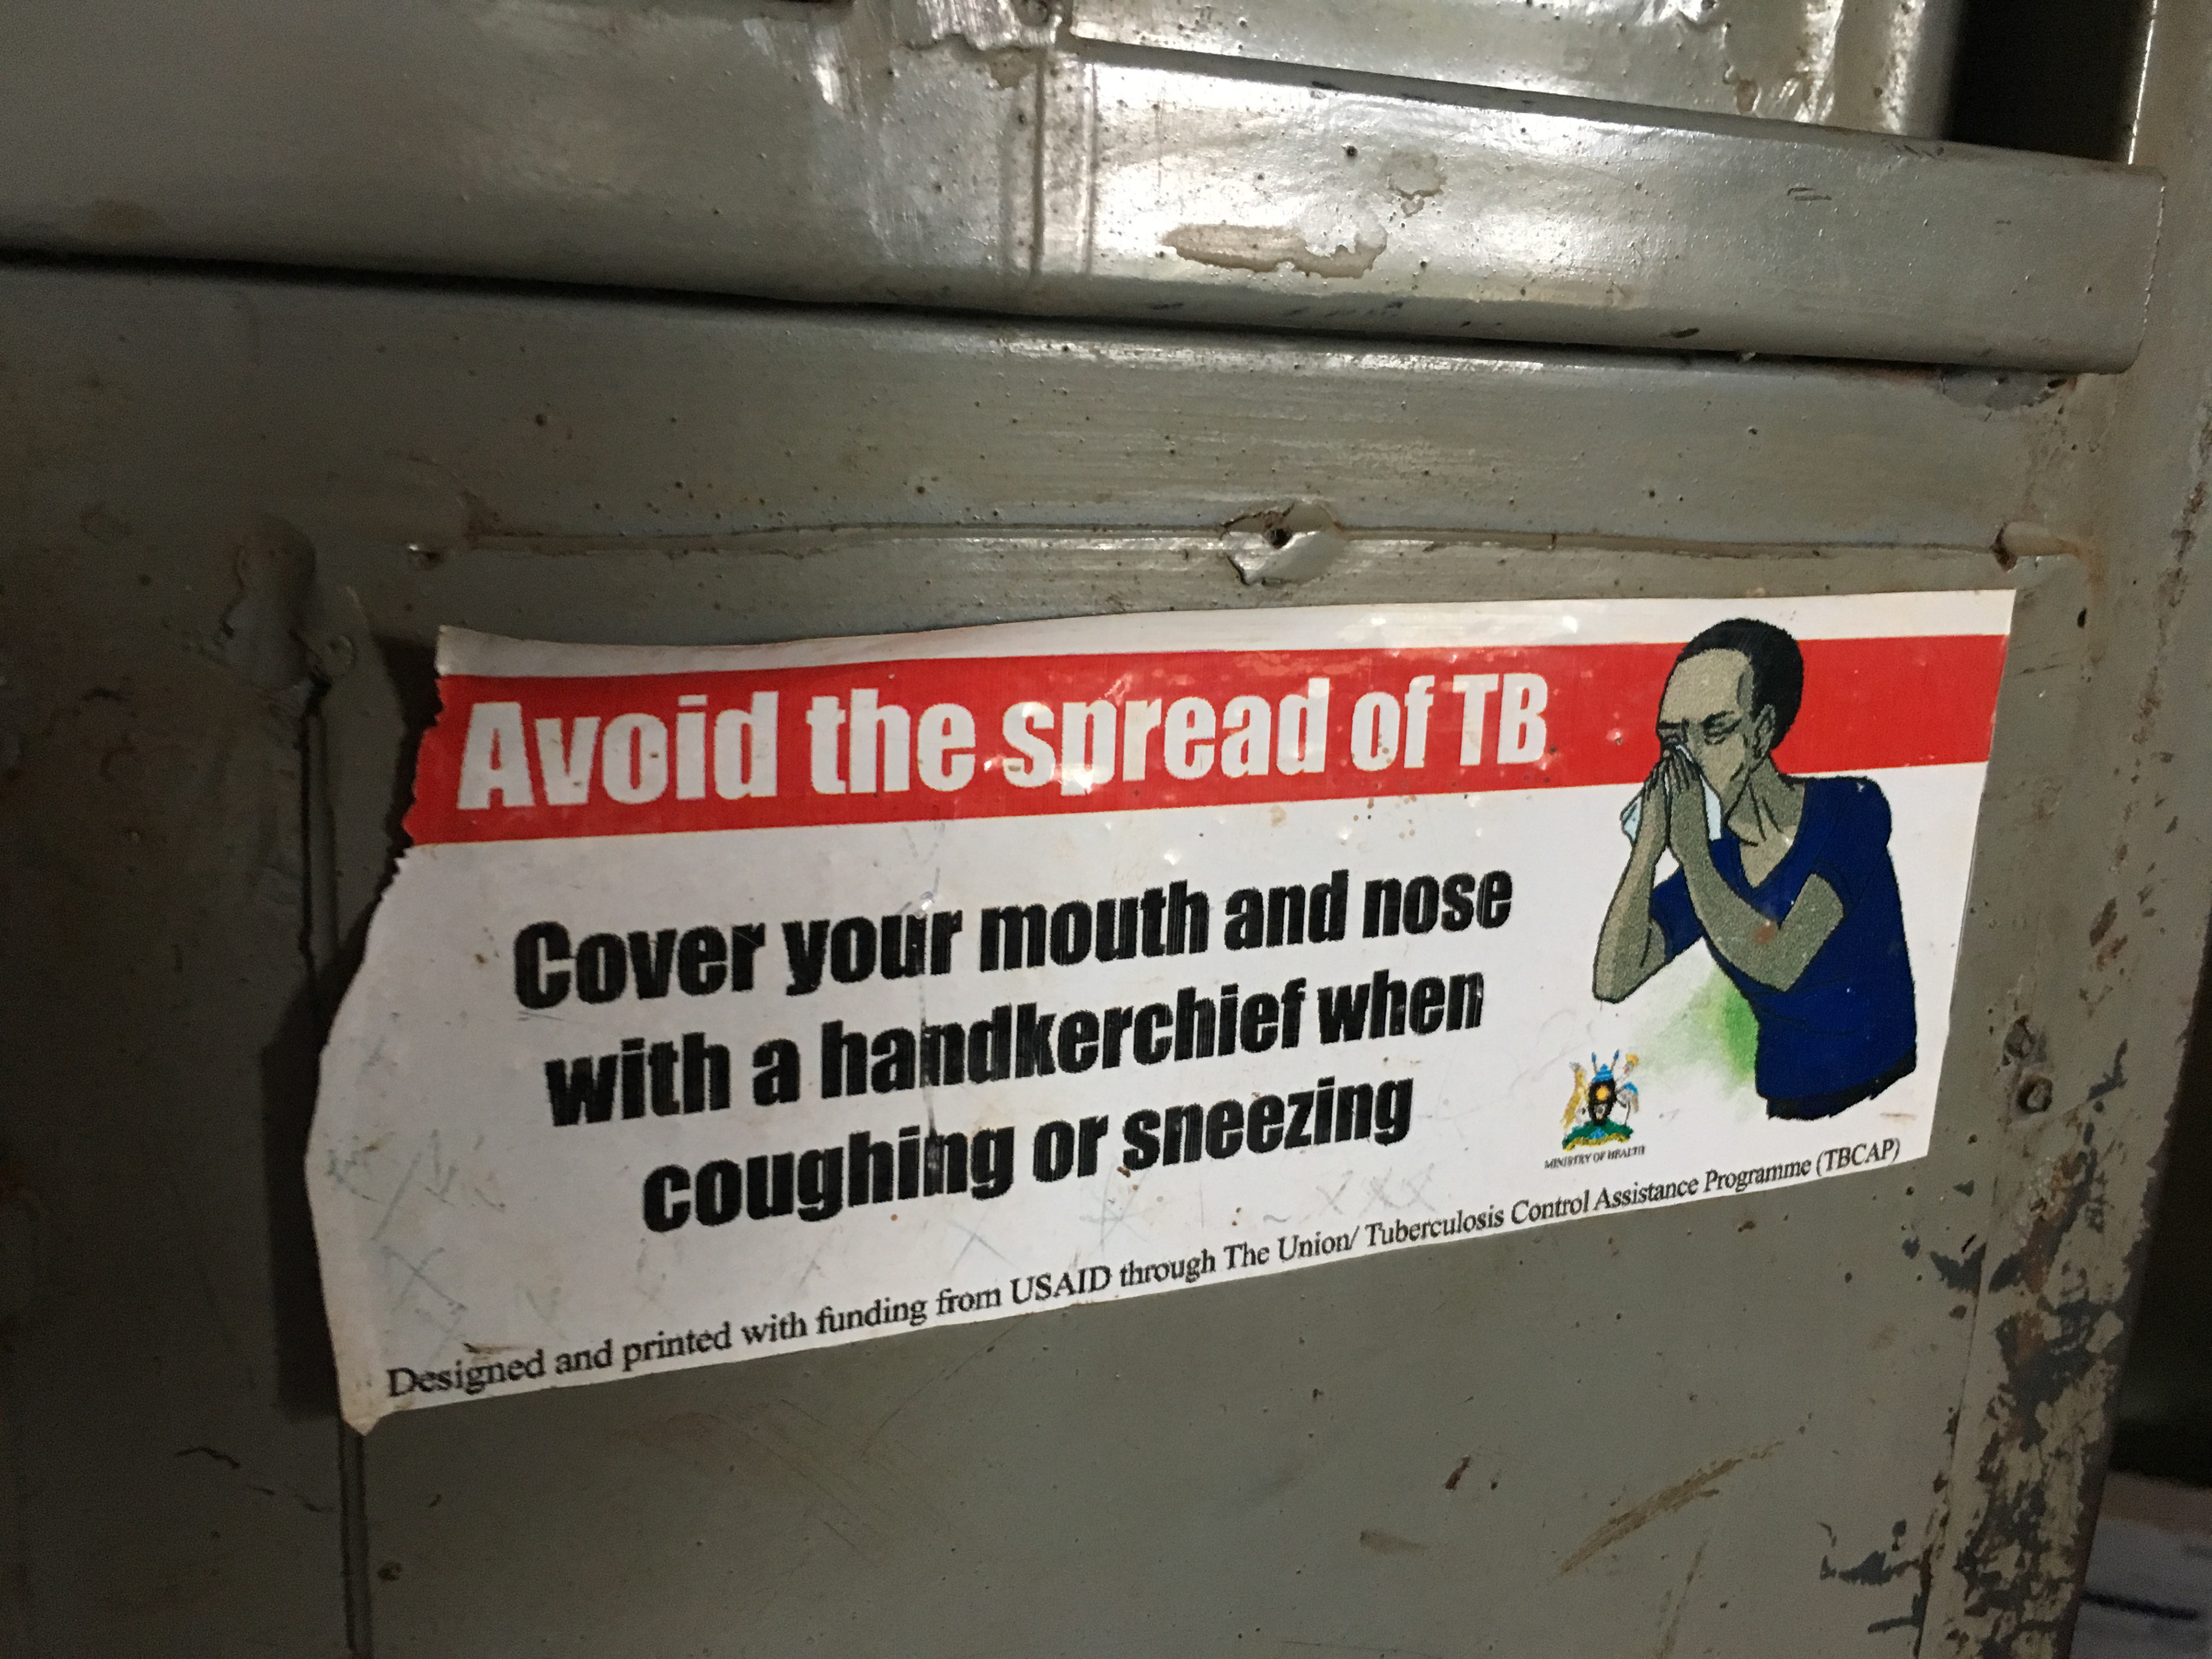 Avoid the spread of TB
Cover your mouth and nose
with a handkerchief when
coughing or sneezing
MINISTRY OF HEALTH
Designed and printed with funding from USAID through The Union/ Tuberculosis Control Assistance Programme (TBCAP)